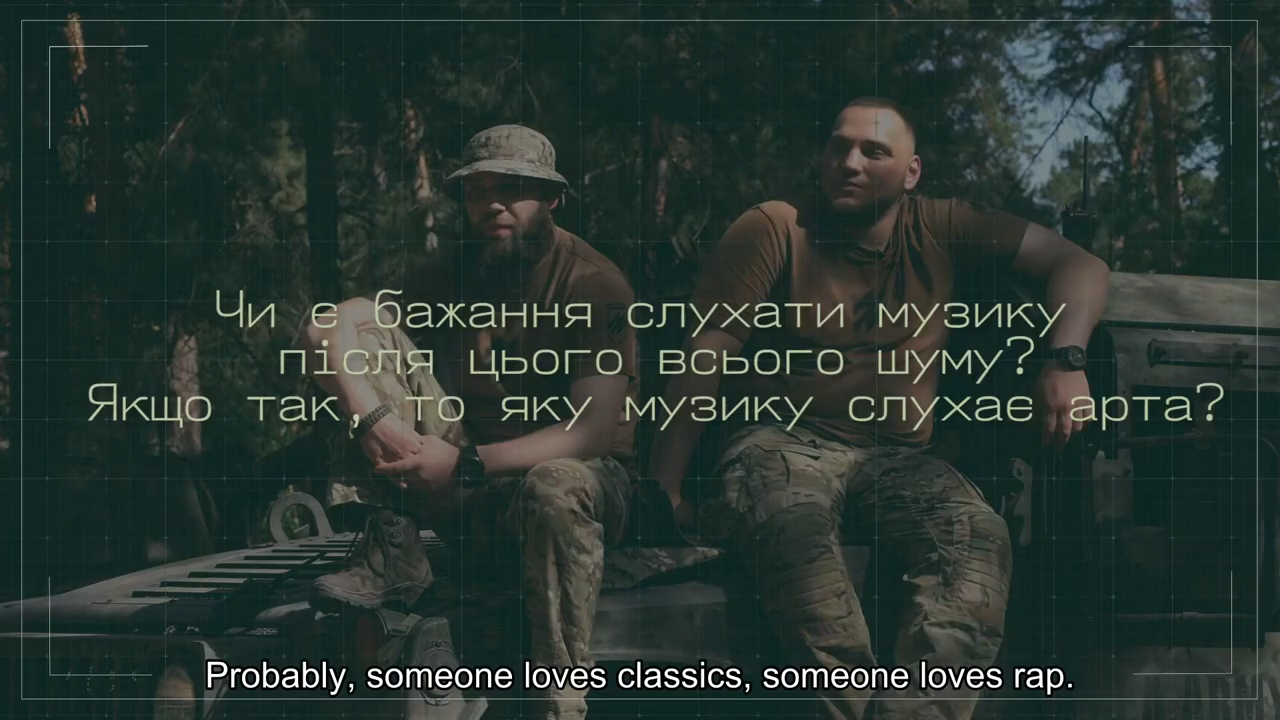 Чи є бажання слухати музику
після цього всього шуму?
Якщо так, то яку музику слухає арта?
Probably, someone loves classics, someone loves rap.